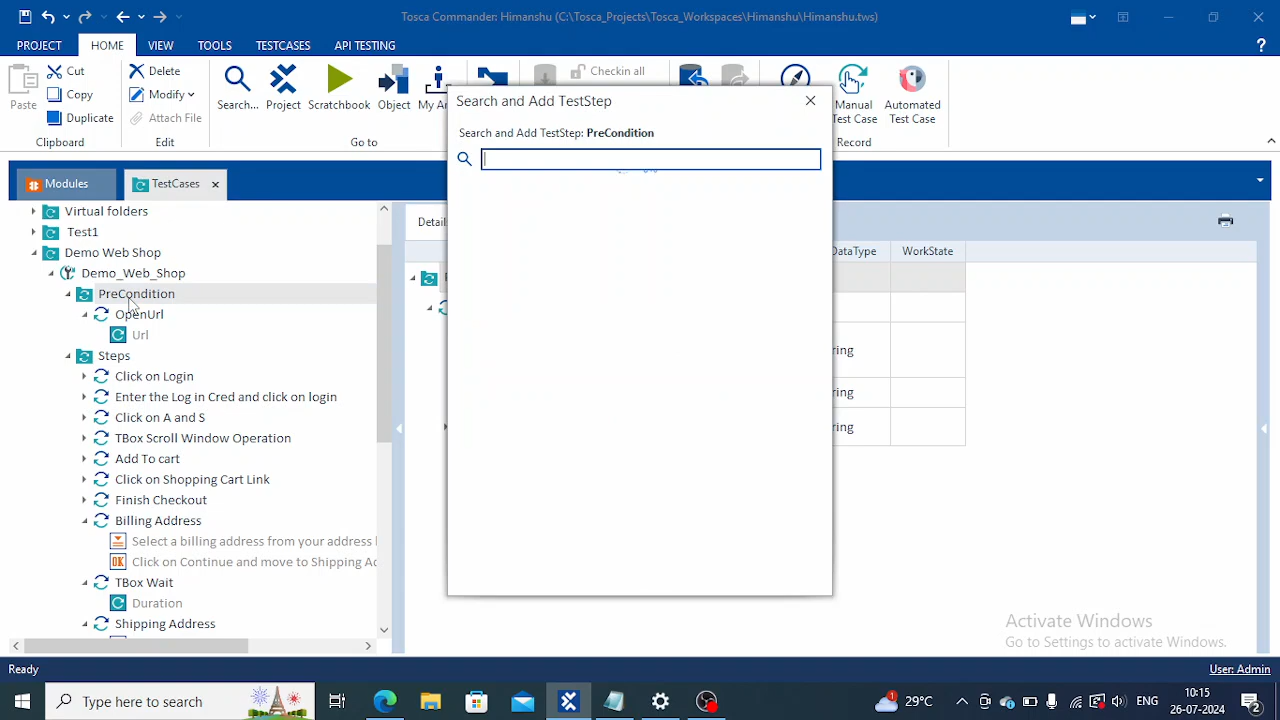 Tosca Commander: Himanshu (C:\Tosca_Projects\Tosca_Workspaces\Himanshu\Himanshu.tws)
PROJECT HOME VIEW TOOLS TESTCASES API TESTING
Paste
Cut
Copy
Duplicate
Clipboard
Delete
Modify
Attach File
Edit
Search... Project Scratchbook Object My
Go to
Checkin all
Manual Test Case
Automated Test Case
Record
Modules
TestCases
Search and Add TestStep
Search and Add TestStep: PreCondition
Virtual folders
Test1
Demo Web Shop
Demo_Web_Shop
PreCondition
OpenUrl
Url
Steps
Click on Login
Enter the Log in Cred and click on login
Click on A and S
TBox Scroll Window Operation
Add To cart
Click on Shopping Cart Link
Finish Checkout
Billing Address
Select a billing address from your address
Click on Continue and move to Shipping
TBox Wait
Duration
Shipping Address
Detail
DataType WorkState
ring
ring
ring
Activate Windows
Go to Settings to activate Windows.
Ready
User: Admin
Type here to search
1
29°C
ENG
10:15
26-07-2024
2